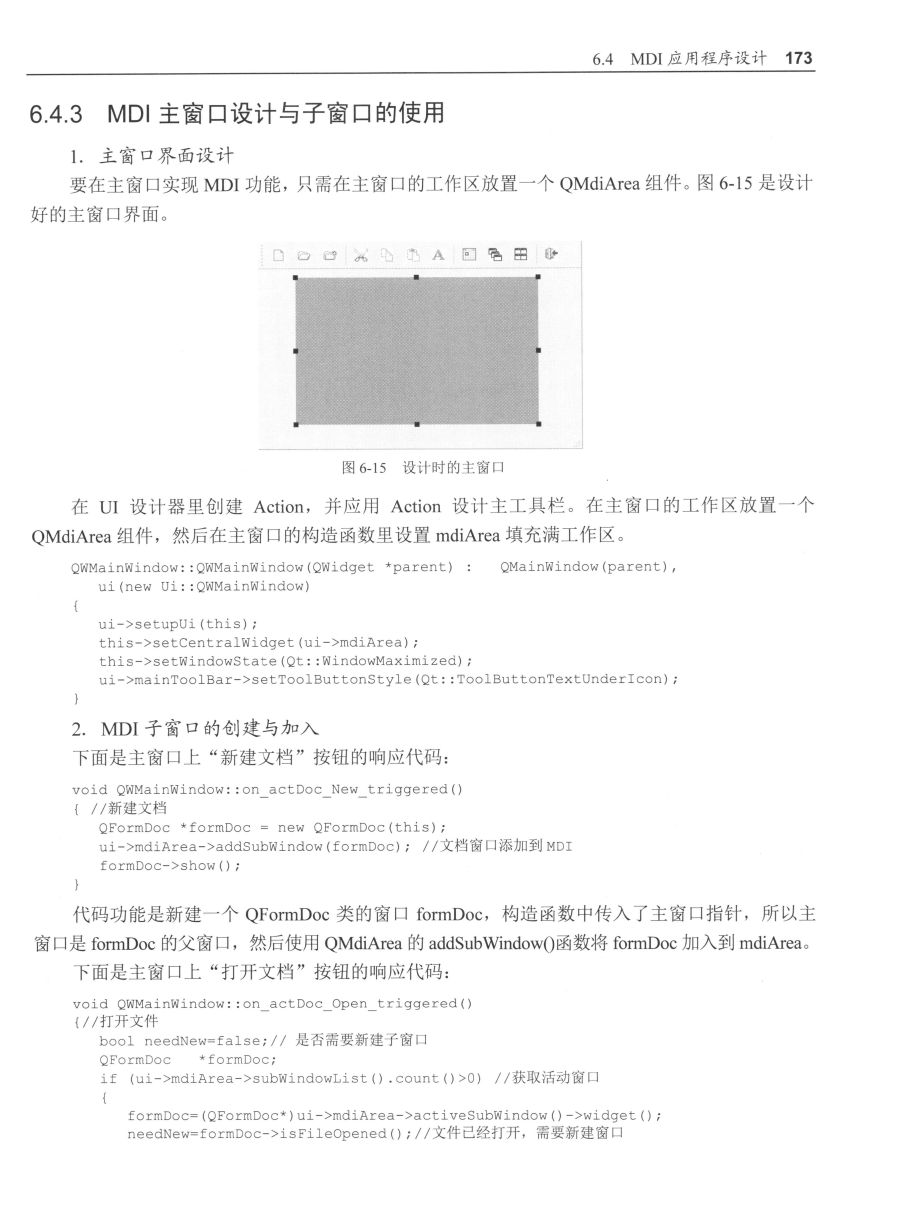 6.4 MDI 应用程序设计 173
6.4.3 MDI 主窗口设计与子窗口的使用
1. 主窗口界面设计
要在主窗口实现 MDI 功能，只需在主窗口的工作区放置一个 QMdiArea 组件。图 6-15 是设计
好的主窗口界面。
A
图 6-15 设计时的主窗口
在 UI 设计器里创建 Action，并应用 Action 设计主工具栏。在主窗口的工作区放置一个
QMdiArea 组件，然后在主窗口的构造函数里设置 mdiArea 填充满工作区。
QWMainWindow::QWMainWindow(QWidget *parent) : QMainWindow(parent),
ui(new Ui::QWMainWindow)
{
ui->setupUi(this);
this->setCentralWidget(ui->mdiArea);
this->setWindowState(Qt::WindowMaximized);
ui->mainToolBar->setToolButtonStyle(Qt::ToolButtonTextUnderIcon);
}
2. MDI 子窗口的创建与加入
下面是主窗口上“新建文档”按钮的响应代码：
void QWMainWindow::on_actDoc_New_triggered()
{ //新建文档
QFormDoc *formDoc = new QFormDoc(this);
ui->mdiArea->addSubWindow(formDoc); //文档窗口添加到 MDI
formDoc->show();
}
代码功能是新建一个 QFormDoc 类的窗口 formDoc，构造函数中传入了主窗口指针，所以主
窗口是 formDoc 的父窗口，然后使用 QMdiArea 的 addSubWindow()函数将 formDoc 加入到 mdiArea。
下面是主窗口上“打开文档”按钮的响应代码：
void QWMainWindow::on_actDoc_Open_triggered()
{//打开文件
bool needNew=false;// 是否需要新建子窗口
QFormDoc *formDoc;
if (ui->mdiArea->subWindowList().count()>0) //获取活动窗口
{
formDoc=(QFormDoc*)ui->mdiArea->activeSubWindow()->widget();
needNew=formDoc->isFileOpened();//文件已经打开，需要新建窗口